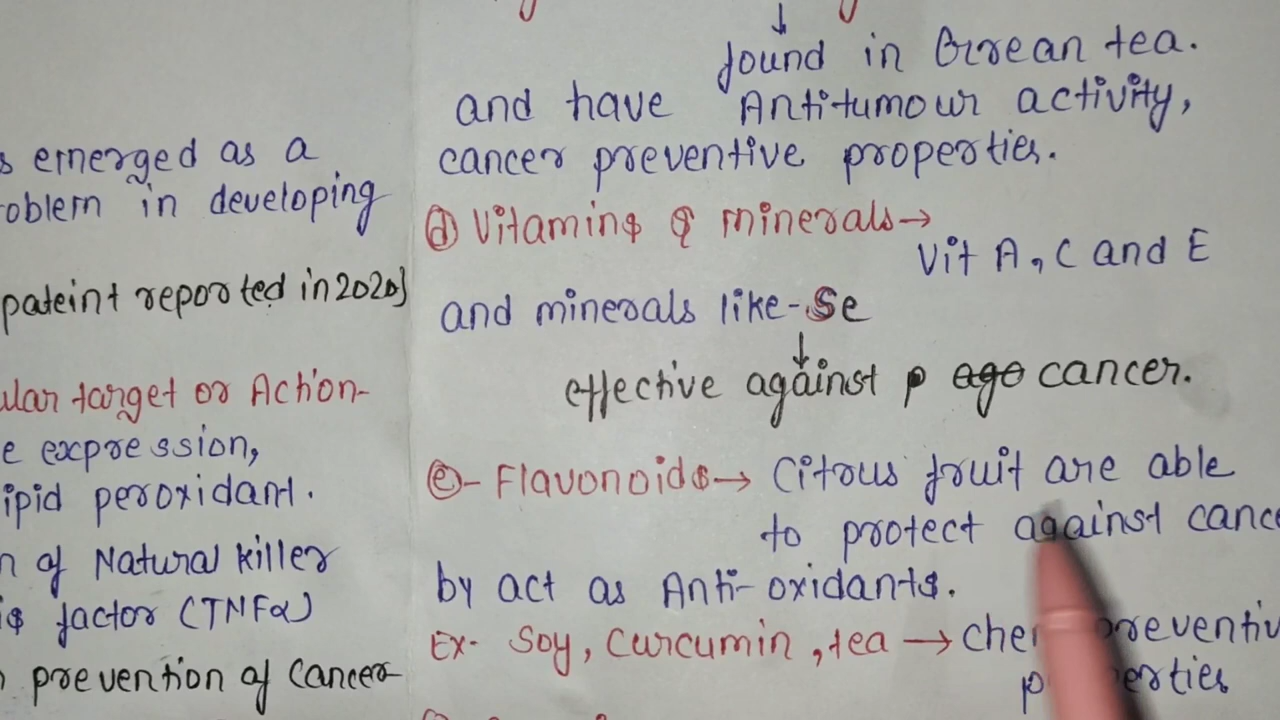 s emerged as a
oblem in developing
pateint reported in 2020)
ular target or Action-
e expression,
ipid peroxidant.
n of Natural killer
is factor (TNFα)
prevention of Cancer
found in Grean tea.
and have Antitumour activity,
cancer preventive properties.
(d) Vitamins & minerals→
Vit A, C and E
and minerals like-Se
↓
effective against p ago cancer.
(e)- Flavonoids→ Citrous fruit are able
to protect against cance
by act as Anti-oxidants.
Ex- Soy, Curcumin, tea →